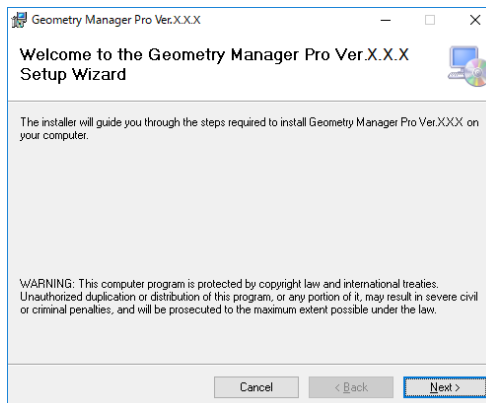 Geometry Manager Pro Ver.X.X.X
Welcome to the Geometry Manager Pro Ver.X.X.X
Setup Wizard
The installer will guide you through the steps required to install Geometry Manager Pro Ver.X.X.X on
your computer.
WARNING: This computer program is protected by copyright law and international treaties.
Unauthorized duplication or distribution of this program, or any portion of it, may result in severe civil
or criminal penalties, and will be prosecuted to the maximum extent possible under the law.
Cancel < Back Next >